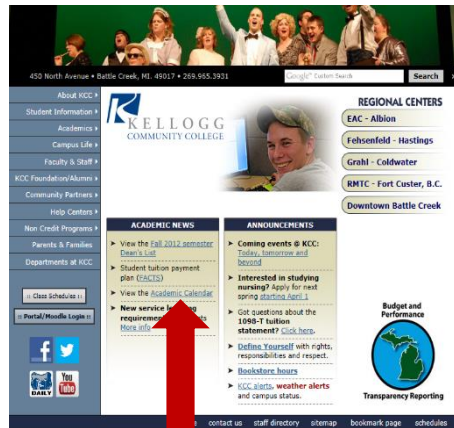 450 North Avenue • Battle Creek, MI. 49017 • 269.965.3931
Google™ Custom Search
Search
About KCC
Student Information
Academics
Campus Life
Faculty & Staff
KCC Foundation/Alumni
Community Partners
Help Centers
Non Credit Programs
Parents & Families
Departments at KCC
:: Class Schedules ::
:: Portal/Moodle Login ::
DAILY
You
Tube
KELLOGG
COMMUNITY COLLEGE
REGIONAL CENTERS
EAC - Albion
Fehsenfeld - Hastings
Grahl - Coldwater
RMTC - Fort Custer, B.C.
Downtown Battle Creek
ACADEMIC NEWS
View the Fall 2012 semester
Dean's List
Student tuition payment
plan (FACTS)
View the Academic Calendar
New service learning
More info
ANNOUNCEMENTS
Coming events @ KCC:
Today, tomorrow and
beyond
Interested in studying
nursing? Apply for next
spring starting April 1
Got questions about the
1098-T tuition
statement? Click here.
Define Yourself with rights,
responsibilities and respect.
Bookstore hours
KCC alerts, weather alerts
and campus status.
Budget and
Performance
Transparency Reporting
contact us staff directory sitemap bookmark page schedules